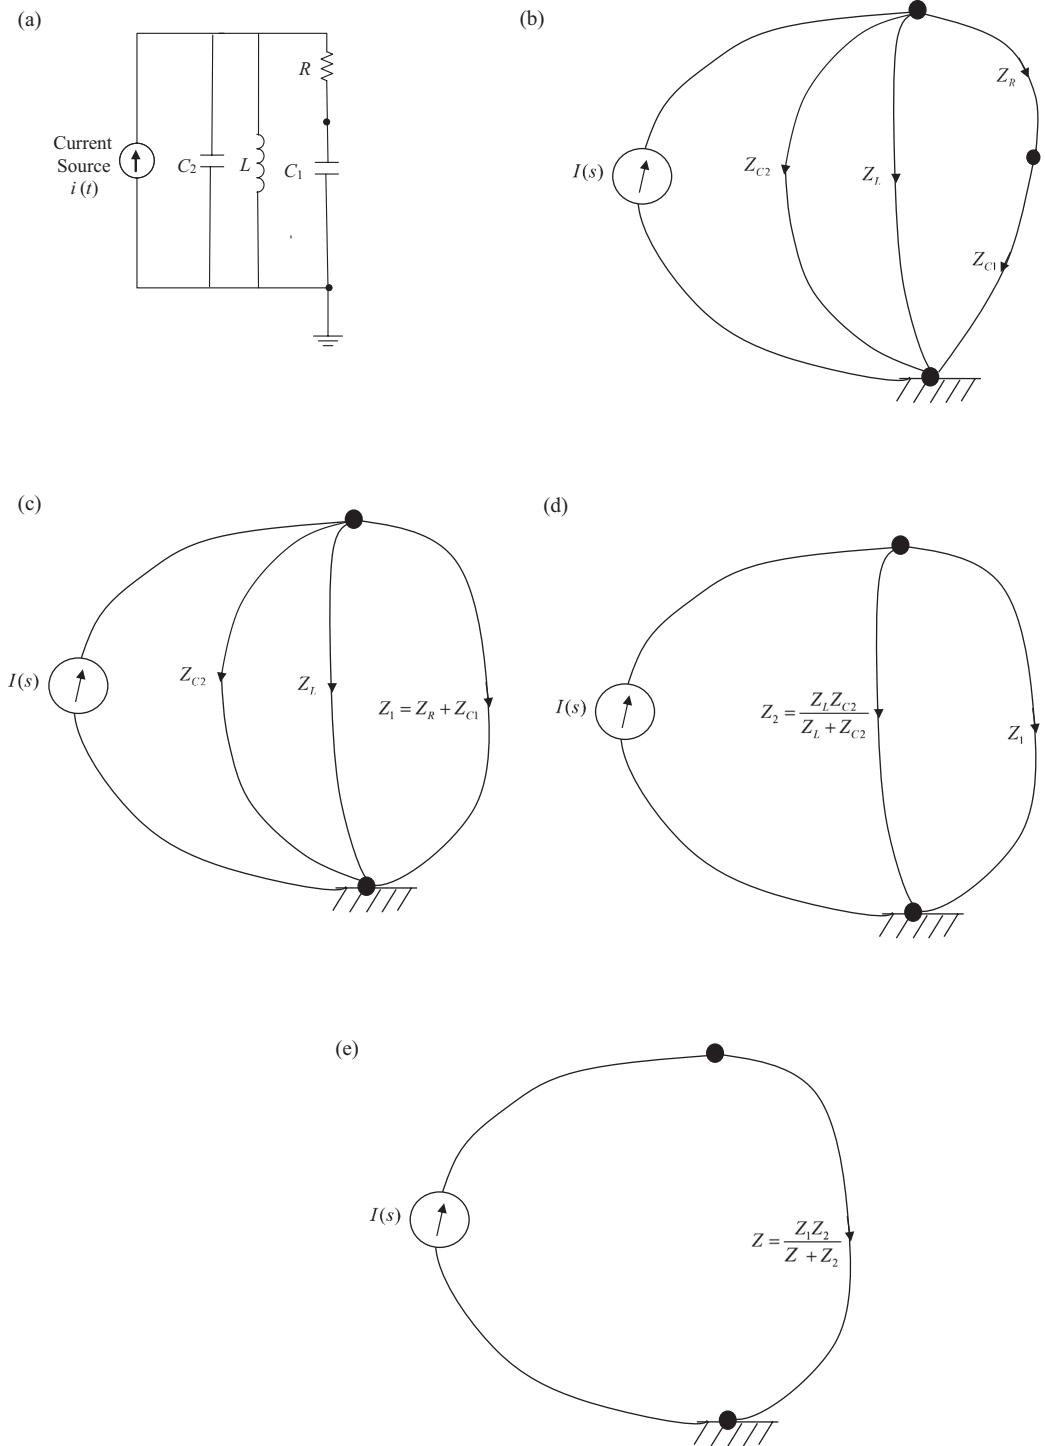 (a)
R
Current
Source
i (t)
C2
L
C1
(b)
I(s)
ZC2
ZL
ZR
ZC1
(c)
I(s)
ZC2
ZL
Z1 = ZR + ZC1
(d)
I(s)
Z2 = ZLZC2 / ZL + ZC2
Z1
(e)
I(s)
Z = Z1Z2 / Z + Z2